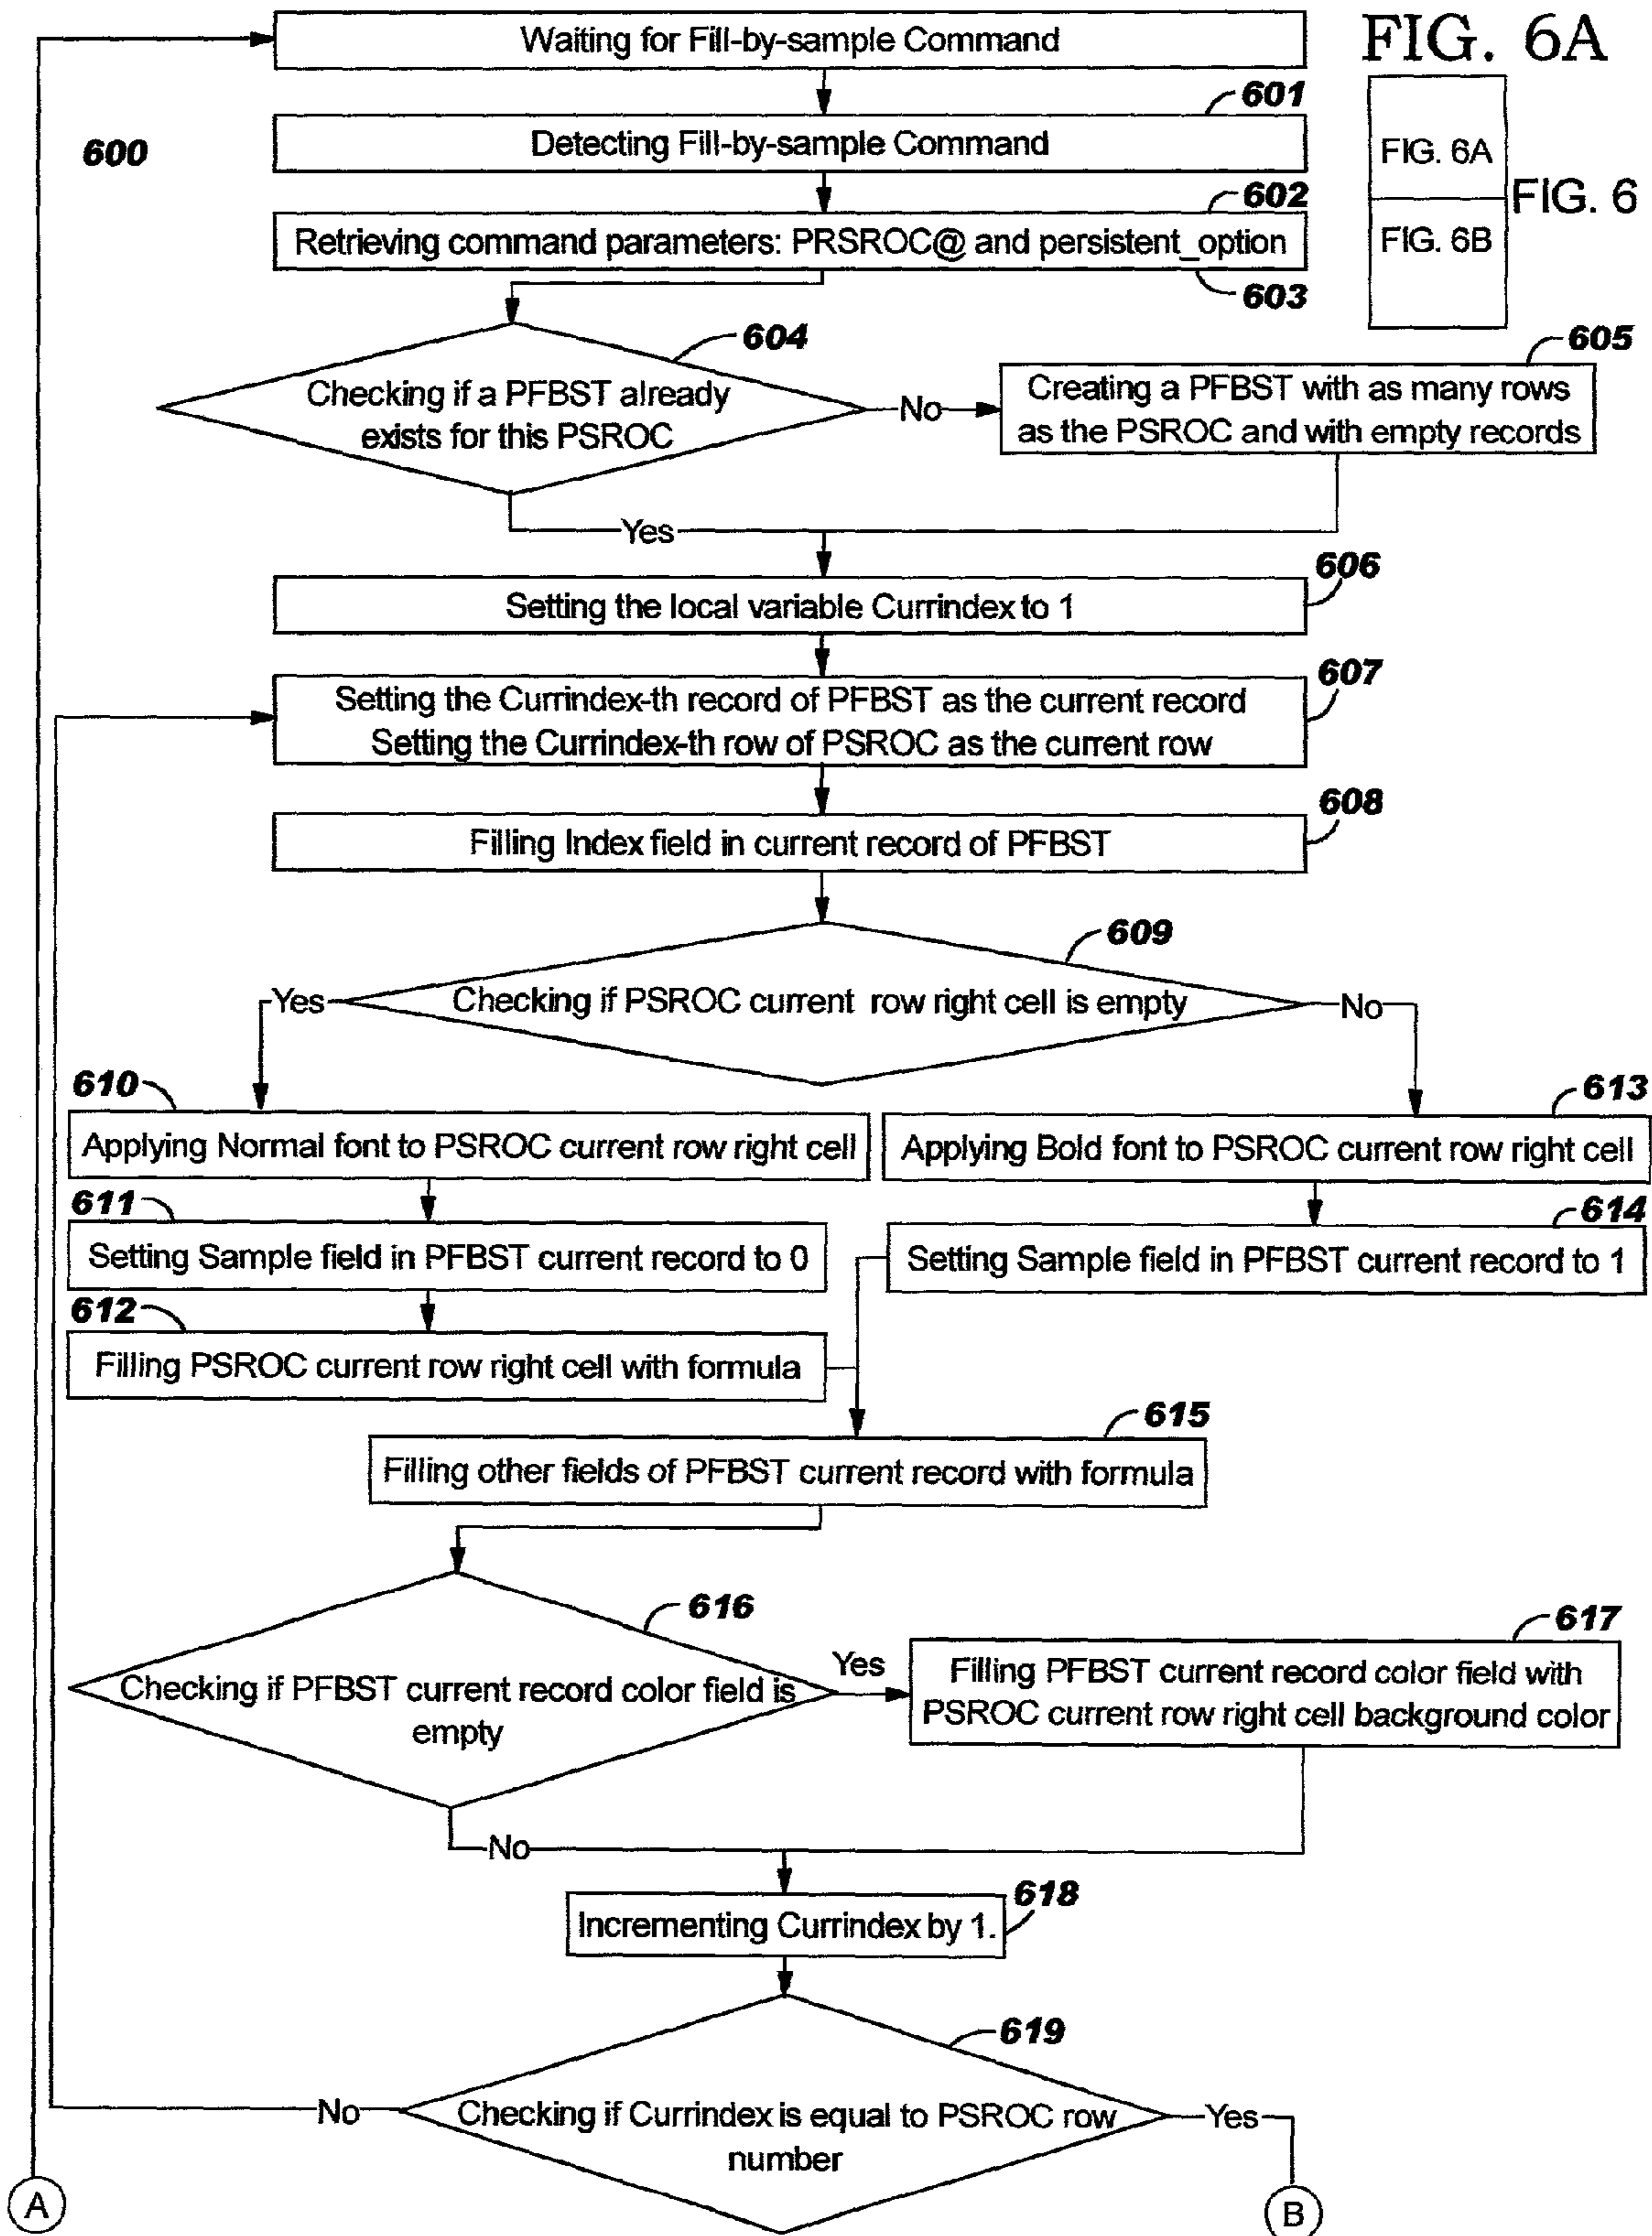 FIG. 6A
Waiting for Fill-by-sample Command
600
601
Detecting Fill-by-sample Command
FIG. 6A
FIG. 6B
FIG. 6
602
Retrieving command parameters: PRSROC@ and persistent_option
603
604
Checking if a PFBST already
exists for this PSROC
No
605
Creating a PFBST with as many rows
as the PSROC and with empty records
Yes
606
Setting the local variable Currindex to 1
607
Setting the Currindex-th record of PFBST as the current record
Setting the Currindex-th row of PSROC as the current row
608
Filling Index field in current record of PFBST
609
Checking if PSROC current row right cell is empty
Yes
No
610
Applying Normal font to PSROC current row right cell
613
Applying Bold font to PSROC current row right cell
611
Setting Sample field in PFBST current record to 0
614
Setting Sample field in PFBST current record to 1
612
Filling PSROC current row right cell with formula
615
Filling other fields of PFBST current record with formula
616
Checking if PFBST current record color field is
empty
Yes
617
Filling PFBST current record color field with
PSROC current row right cell background color
No
618
Incrementing Currindex by 1.
619
Checking if Currindex is equal to PSROC row
number
No
Yes
A
B